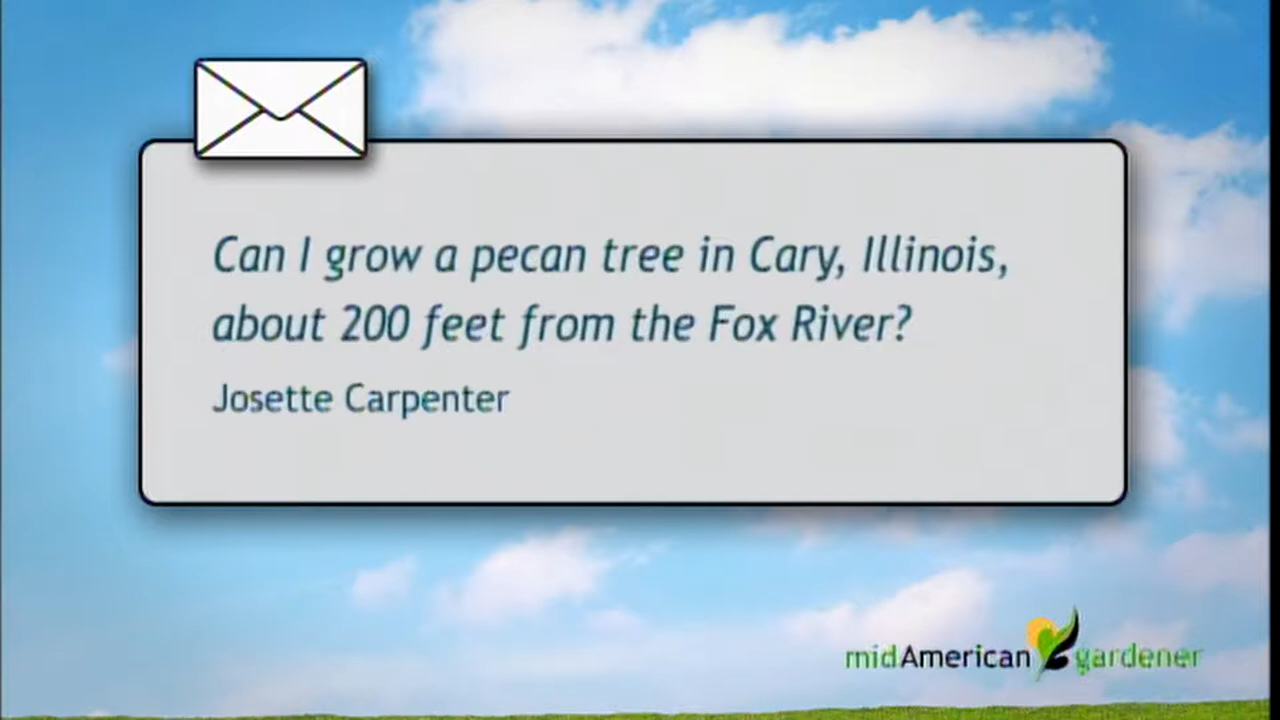 Can I grow a pecan tree in Cary, Illinois,
about 200 feet from the Fox River?
Josette Carpenter
midAmerican gardener